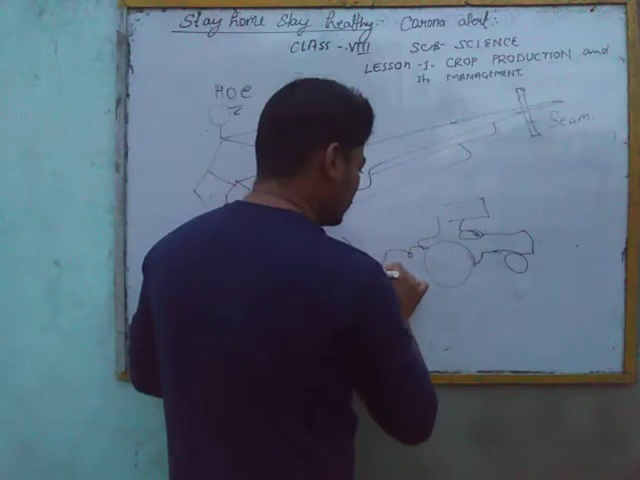 Stay home stay healthy:- Carona alert:-
CLASS - VIII SUB- SCIENCE
LESSON -1- CROP PRODUCTION and
Its MANAGEMENT.
HOE
Beam